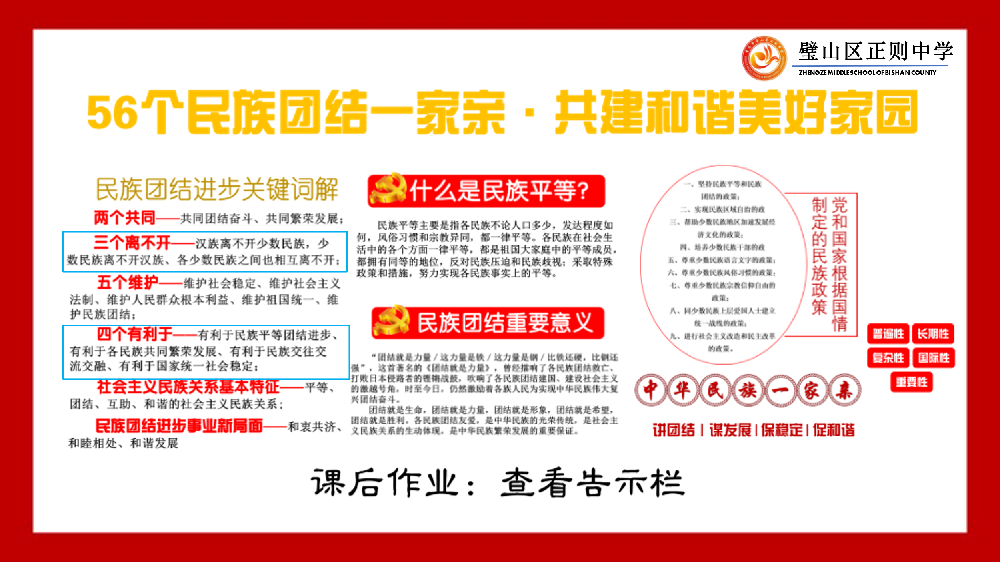 璧山区正则中学
ZHENGZE MIDDLE SCHOOL OF BISHAN COUNTY
56个民族团结一家亲·共建和谐美好家园
民族团结进步关键词解
两个共同——共同团结奋斗、共同繁荣发展；
三个离不开——汉族离不开少数民族，少
数民族离不开汉族、各少数民族之间也相互离不开；
五个维护——维护社会稳定、维护社会主义
法制、维护人民群众根本利益、维护祖国统一、维
护民族团结；
四个有利于——有利于民族平等团结进步、
有利于各民族共同繁荣发展、有利于民族交往交
流交融、有利于国家统一社会稳定；
社会主义民族关系基本特征——平等、
团结、互助、和谐的社会主义民族关系；
民族团结进步事业新局面——和衷共济、
和睦相处、和谐发展
什么是民族平等？
民族平等主要是指各民族不论人口多少，发达程度如
何，风俗习惯和宗教异同，都一律平等。各民族在社会生
活中的各个方面一律平等，都是祖国大家庭中的平等成员，
都拥有同等的地位，反对民族压迫和民族歧视；采取特殊
政策和措施，努力实现各民族事实上的平等。
民族团结重要意义
“团结就是力量/这力量是铁/这力量是钢/比铁还硬，比钢还
强”，这首著名的《团结就是力量》，曾经擂响了各民族团结救亡、
打败日本侵路者的铿锵战鼓，吹响了各民族团结建国、建设社会主义
的激越号角，时至今日，仍然激励着各族人民为实现中华民族伟大复
兴团结奋斗。
团结就是生命，团结就是力量，团结就是形象，团结就是希望，
团结就是胜利。各民族团结友爱，是中华民族的光荣传统，是社会主
义民族关系的生动体现，是中华民族繁荣发展的重要保证。
一、坚持民族平等和民族
团结的政策；
二、实现民族区域自治的政
三、帮助少数民族地区加速发展经
济文化的政策；
四、培养少数民族干部的政
五、尊重少数民族语言文字的政策；
六、尊重少数民族风俗习惯的政策；
七、尊重少数民族宗教信仰自由的
政策；
八、同少数民族上层爱国人士建立
统一战线的政策；
九、进行社会主义改造和民主改革
的政策。
党和国家根据国情
制定的民族政策
普遍性 长期性
复杂性 国际性
重要性
中华民族一家亲
讲团结 | 谋发展 | 保稳定 | 促和谐
课后作业：查看告示栏